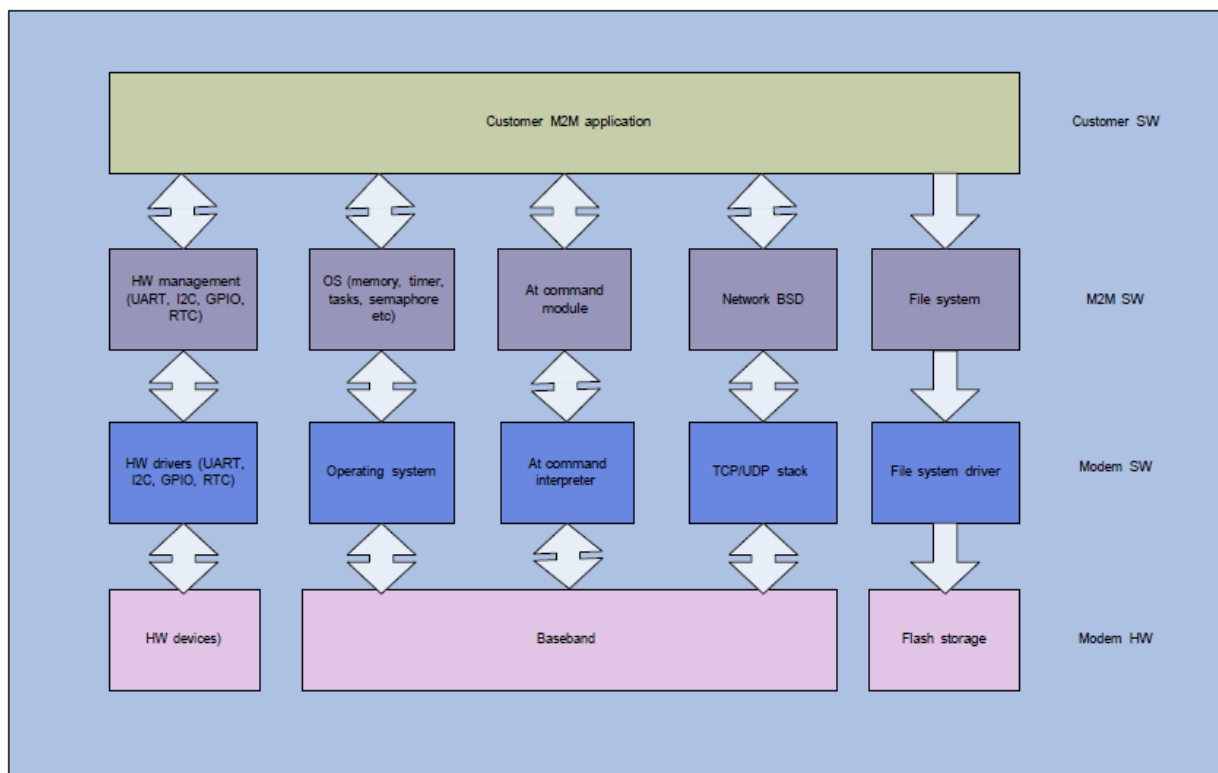 Customer M2M application
Customer SW
HW management
(UART, I2C, GPIO,
RTC)
OS (memory, timer,
tasks, semaphore
etc)
At command
module
Network BSD
File system
M2M SW
HW drivers (UART,
I2C, GPIO, RTC)
Operating system
At command
interpreter
TCP/UDP stack
File system driver
Modem SW
HW devices)
Baseband
Flash storage
Modem HW